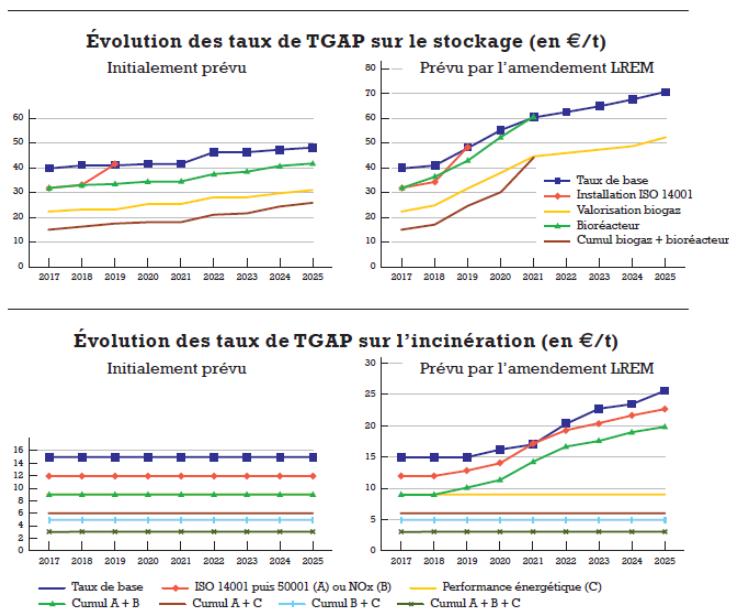 Évolution des taux de TGAP sur le stockage (en €/t)
Initialement prévu
60
50
40
30
20
10
0
2017 2018 2019 2020 2021 2022 2023 2024 2025
Prévu par l'amendement LREM
80
70
60
50
40
30
20
10
0
2017 2018 2019 2020 2021 2022 2023 2024 2025
Taux de base
Installation ISO 14001
Valorisation biogaz
Bioréacteur
Cumul biogaz + bioréacteur
Évolution des taux de TGAP sur l'incinération (en €/t)
Initialement prévu
16
14
12
10
8
6
4
2
0
2017 2018 2019 2020 2021 2022 2023 2024 2025
Prévu par l'amendement LREM
30
25
20
15
10
5
0
2017 2018 2019 2020 2021 2022 2023 2024 2025
Taux de base ISO 14001 puis 50001 (A) ou NOx (B) Performance énergétique (C)
Cumul A + B Cumul A + C Cumul B + C Cumul A + B + C